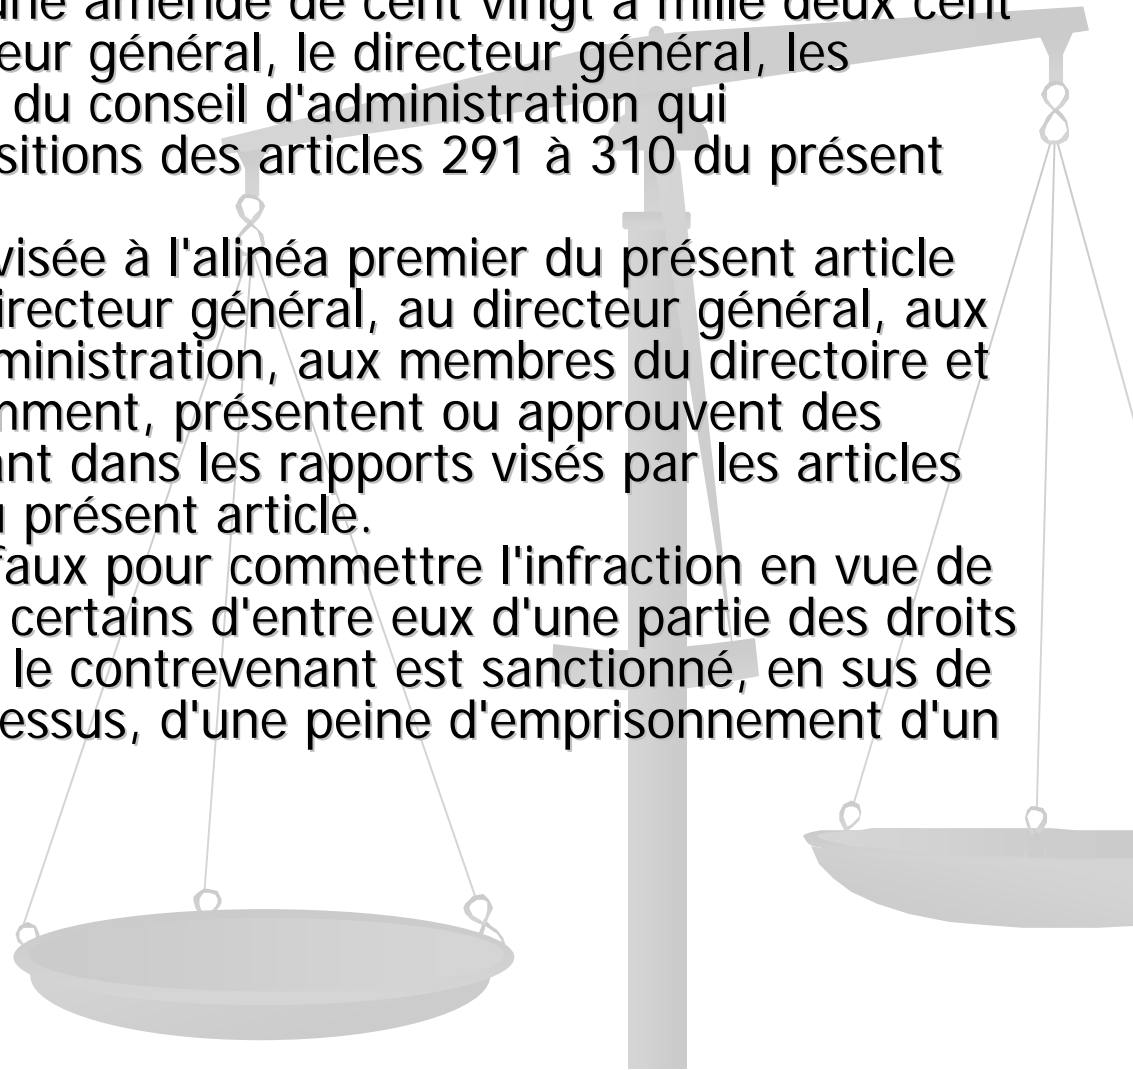 une amende de cent vingt à mille deux cent
eur général, le directeur général, les
du conseil d'administration qui
sitions des articles 291 à 310 du présent
visée à l'alinéa premier du présent article
irecteur général, au directeur général, aux
ministration, aux membres du directoire et
mment, présentent ou approuvent des
ant dans les rapports visés par les articles
présent article.
faux pour commettre l'infraction en vue de
certains d'entre eux d'une partie des droits
le contrevenant est sanctionné, en sus de
essus, d'une peine d'emprisonnement d'un